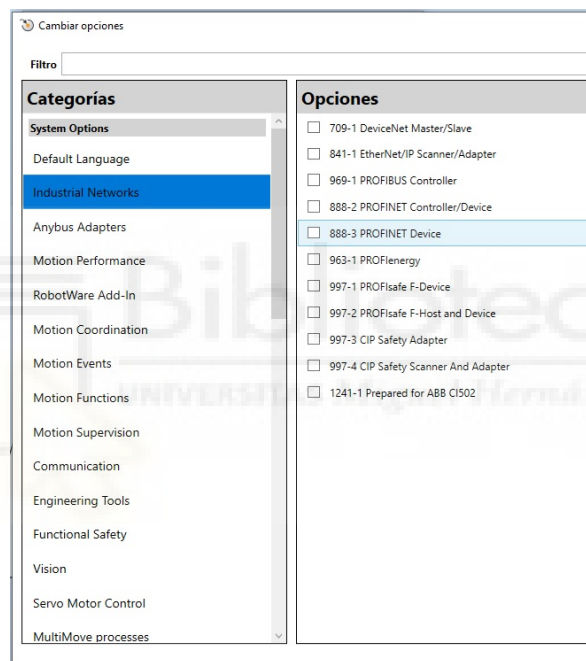 Cambiar opciones
Filtro
Categorías
System Options
Default Language
Industrial Networks
Anybus Adapters
Motion Performance
RobotWare Add-In
Motion Coordination
Motion Events
Motion Functions
Motion Supervision
Communication
Engineering Tools
Functional Safety
Vision
Servo Motor Control
MultiMove processes
Opciones
709-1 DeviceNet Master/Slave
841-1 EtherNet/IP Scanner/Adapter
969-1 PROFIBUS Controller
888-2 PROFINET Controller/Device
888-3 PROFINET Device
963-1 PROFIenergy
997-1 PROFIsafe F-Device
997-2 PROFIsafe F-Host and Device
997-3 CIP Safety Adapter
997-4 CIP Safety Scanner And Adapter
1241-1 Prepared for ABB CI502
Bibliotec
UNIVERSITAS Miguel Hern